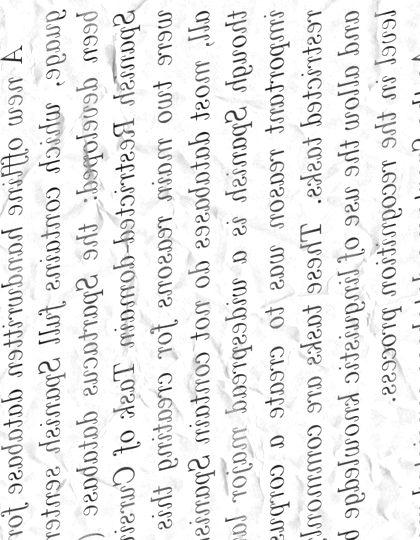 A new offline handwritten database for
guage, which contains full Spanish senten
been developed: the Spartacus database (
Spanish Restricted-domain Task of Cursi
were two main reasons for creating this
all, most databases do not contain Spanis
though Spanish is a widespread major la
important reason was to create a corpus
restricted tasks. These tasks are commonly
and allow the use of linguistic knowledge b
level in the recognition process.